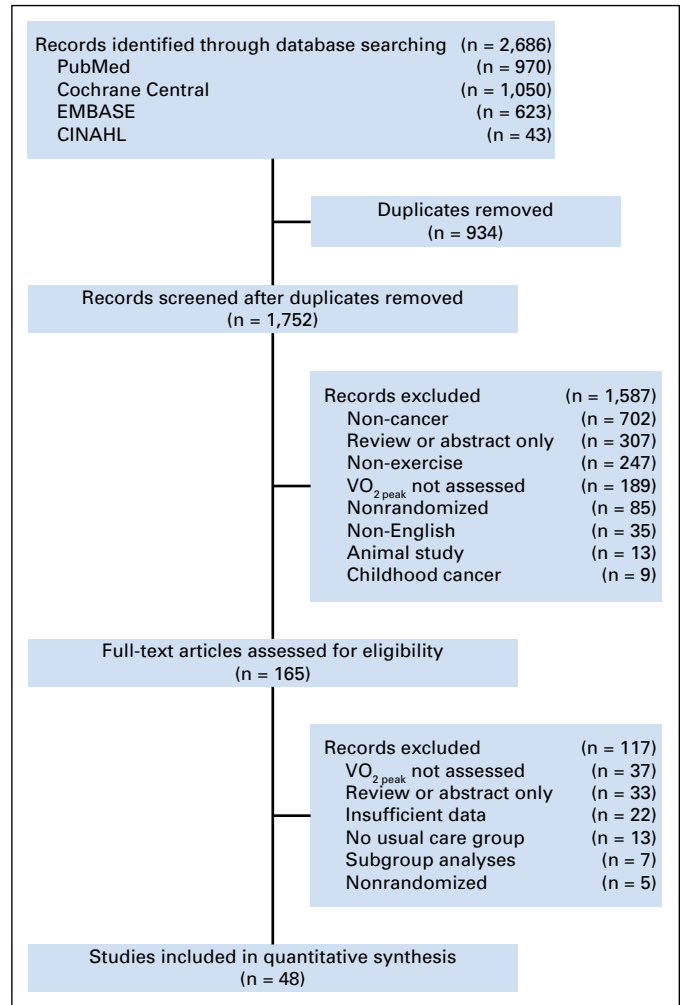 Records identified through database searching (n = 2,686)
PubMed (n = 970)
Cochrane Central (n = 1,050)
EMBASE (n = 623)
CINAHL (n = 43)
Duplicates removed
(n = 934)
Records screened after duplicates removed
(n = 1,752)
Records excluded (n = 1,587)
Non-cancer (n = 702)
Review or abstract only (n = 307)
Non-exercise (n = 247)
VO2 peak not assessed (n = 189)
Nonrandomized (n = 85)
Non-English (n = 35)
Animal study (n = 13)
Childhood cancer (n = 9)
Full-text articles assessed for eligibility
(n = 165)
Records excluded (n = 117)
VO2 peak not assessed (n = 37)
Review or abstract only (n = 33)
Insufficient data (n = 22)
No usual care group (n = 13)
Subgroup analyses (n = 7)
Nonrandomized (n = 5)
Studies included in quantitative synthesis
(n = 48)